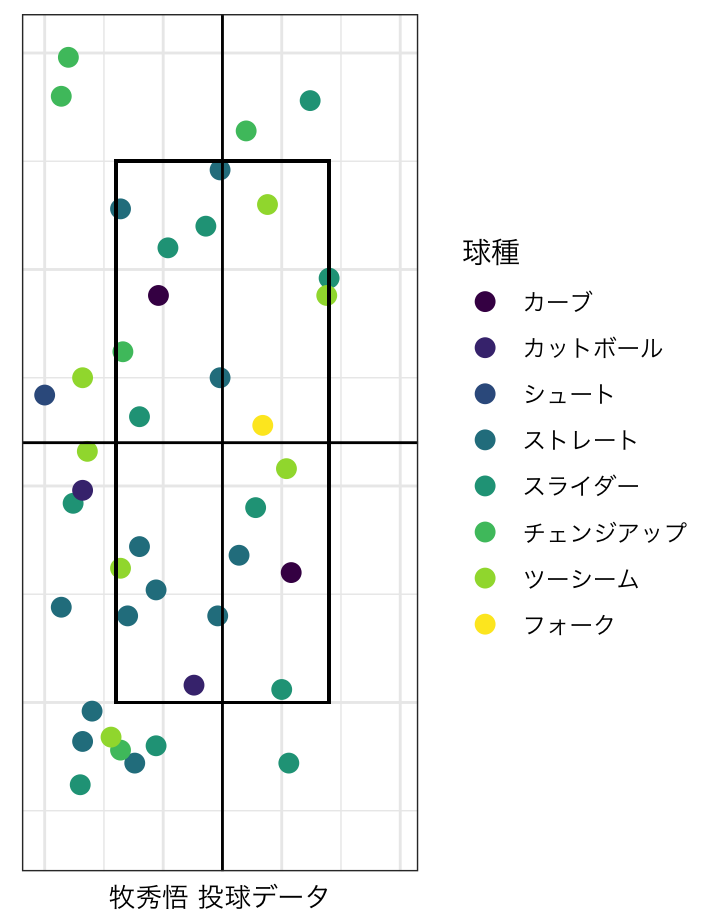 球種
カーブ
カットボール
シュート
ストレート
スライダー
チェンジアップ
ツーシーム
フォーク
牧秀悟 投球データ